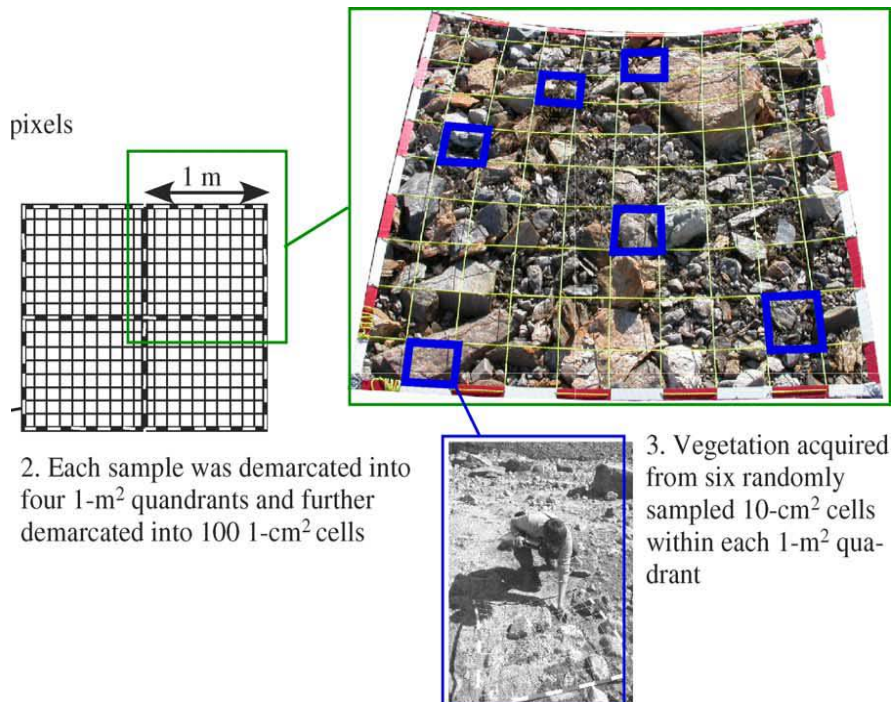 pixels
1 m
2. Each sample was demarcated into
four 1-m² quandrants and further
demarcated into 100 1-cm² cells
3. Vegetation acquired
from six randomly
sampled 10-cm² cells
within each 1-m² qua-
drant